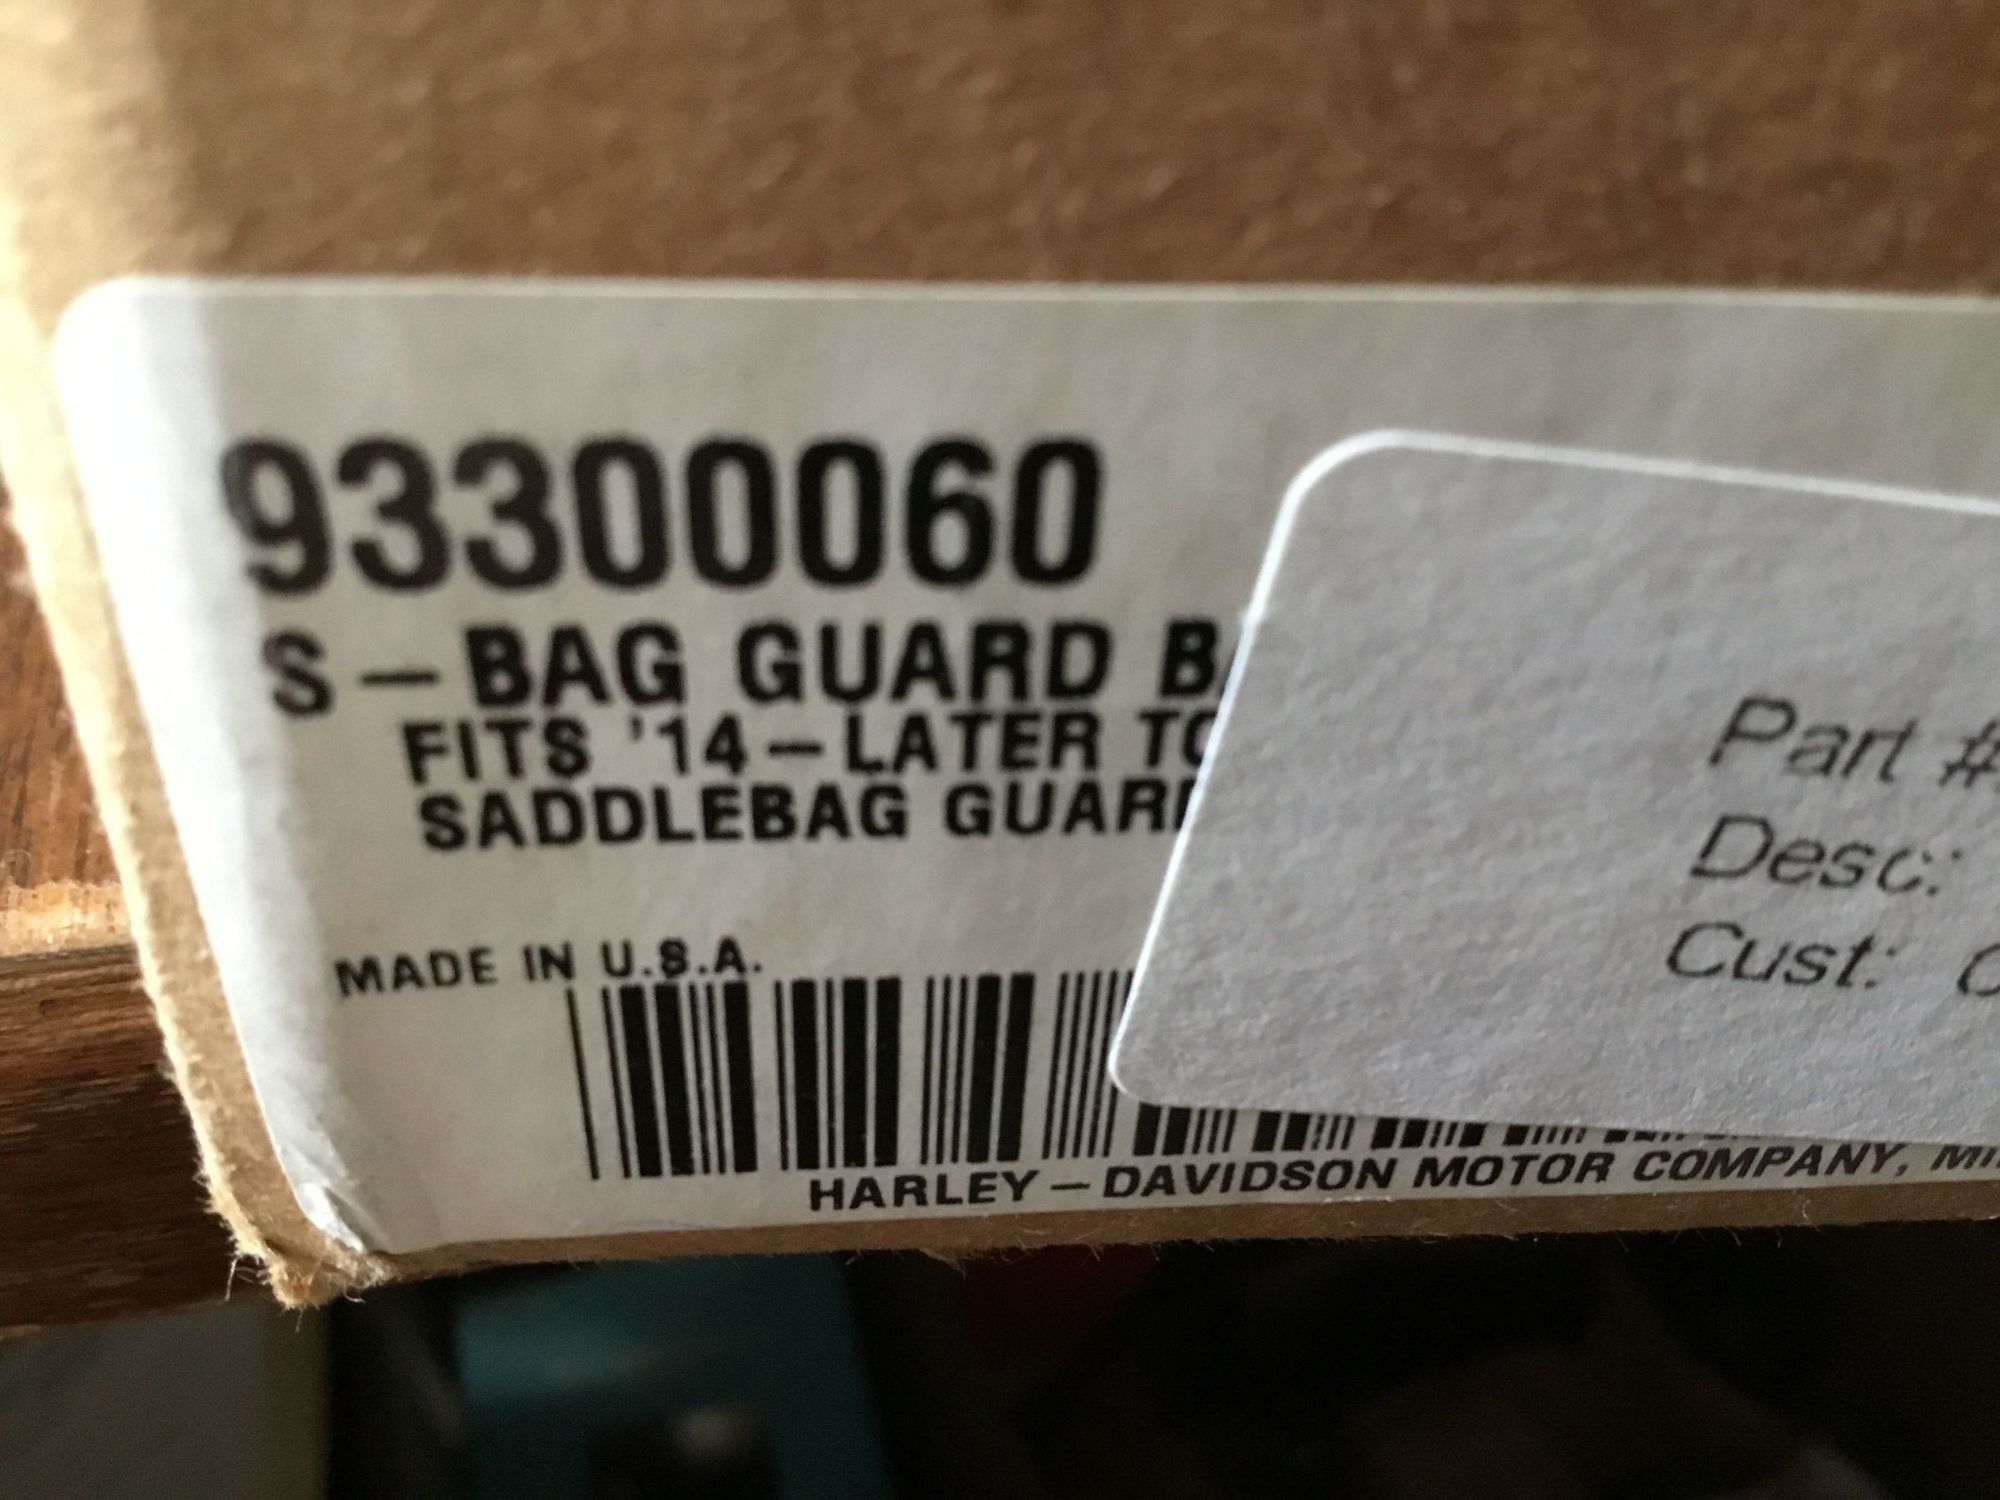 93300060
S-BAG GUARD
FITS '14-LATER
SADDLEBAG
MADE IN U.S.A.
HARLEY-DAVIDSON MOTOR COMPANY,
Part #
Desc:
Cust: